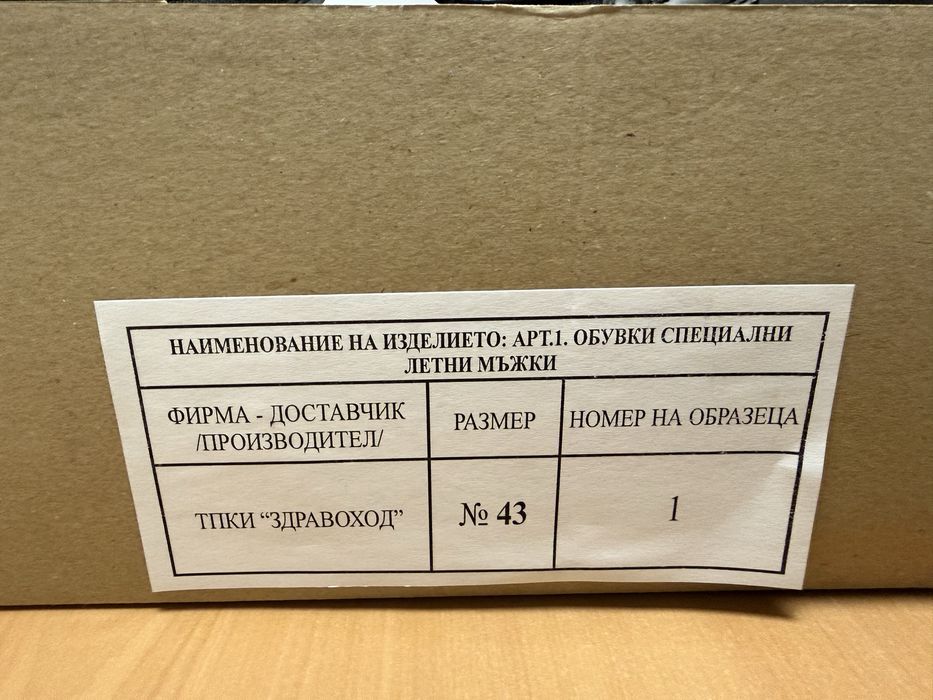 НАИМЕНОВАНИЕ НА ИЗДЕЛИЕТО: АРТ.1. ОБУВКИ СПЕЦИАЛНИ
ЛЕТНИ МЪЖКИ
ФИРМА - ДОСТАВЧИК
/ПРОИЗВОДИТЕЛ/
РАЗМЕР
НОМЕР НА ОБРАЗЕЦА
ТПКИ “ЗДРАВОХОД”
№ 43
1